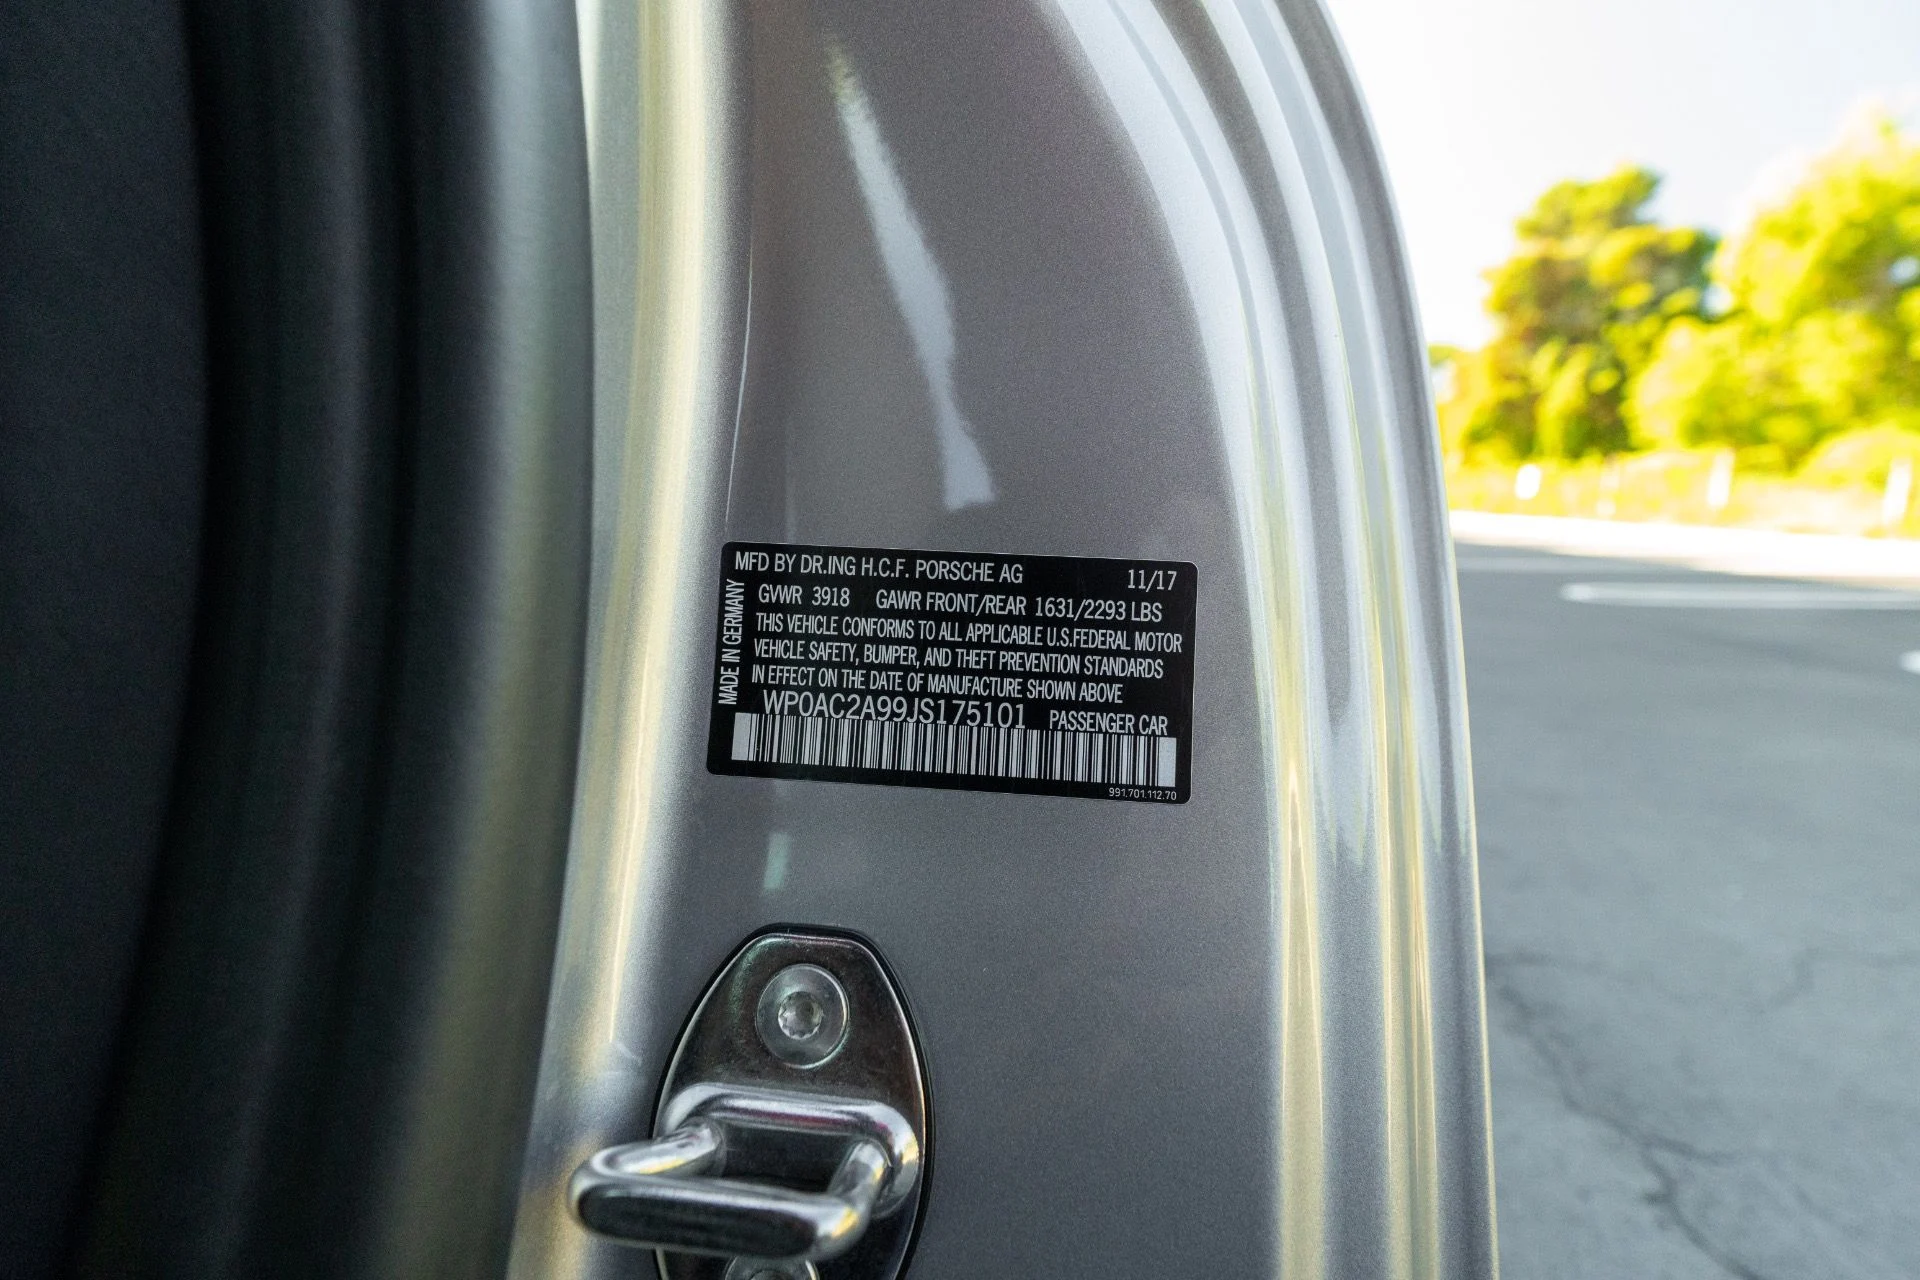 MFD BY DR.ING H.C.F. PORSCHE AG 11/17
GVWR 3918 GAWR FRONT/REAR 1631/2293 LBS
THIS VEHICLE CONFORMS TO ALL APPLICABLE U.S.FEDERAL MOTOR
VEHICLE SAFETY, BUMPER, AND THEFT PREVENTION STANDARDS
IN EFFECT ON THE DATE OF MANUFACTURE SHOWN ABOVE
WP0AC2A99JS175101 PASSENGER CAR
991.701.112.70
MADE IN GERMANY